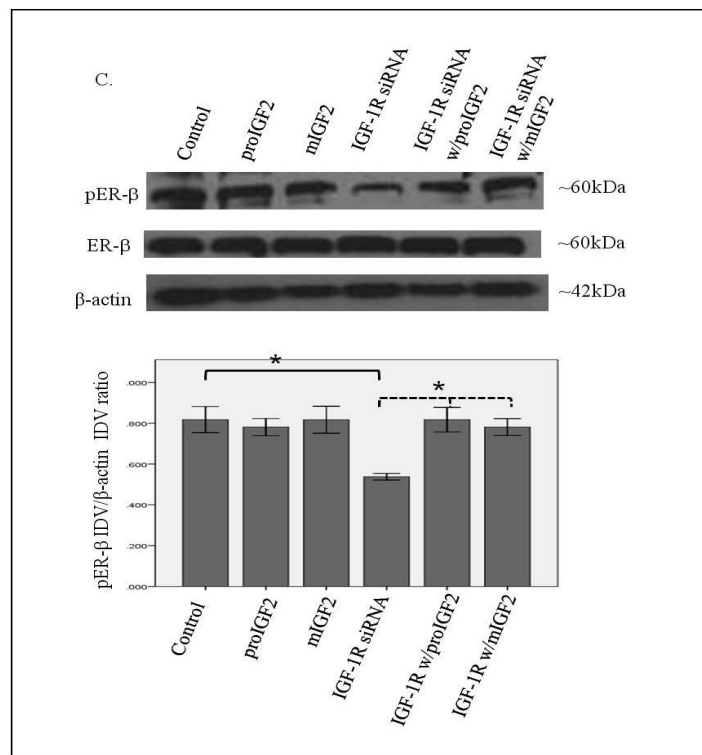 C.
Control
proIGF2
mIGF2
IGF-1R siRNA
IGF-1R siRNA
w/proIGF2
IGF-1R siRNA
w/mIGF2
pER-β
~60kDa
ER-β
~60kDa
β-actin
~42kDa
*
*
pER-β IDV/β-actin IDV ratio
.000
.800
.600
.400
.200
.000
Control
proIGF2
mIGF2
IGF-1R siRNA
IGF-1R w/proIGF2
IGF-1R w/mIGF2